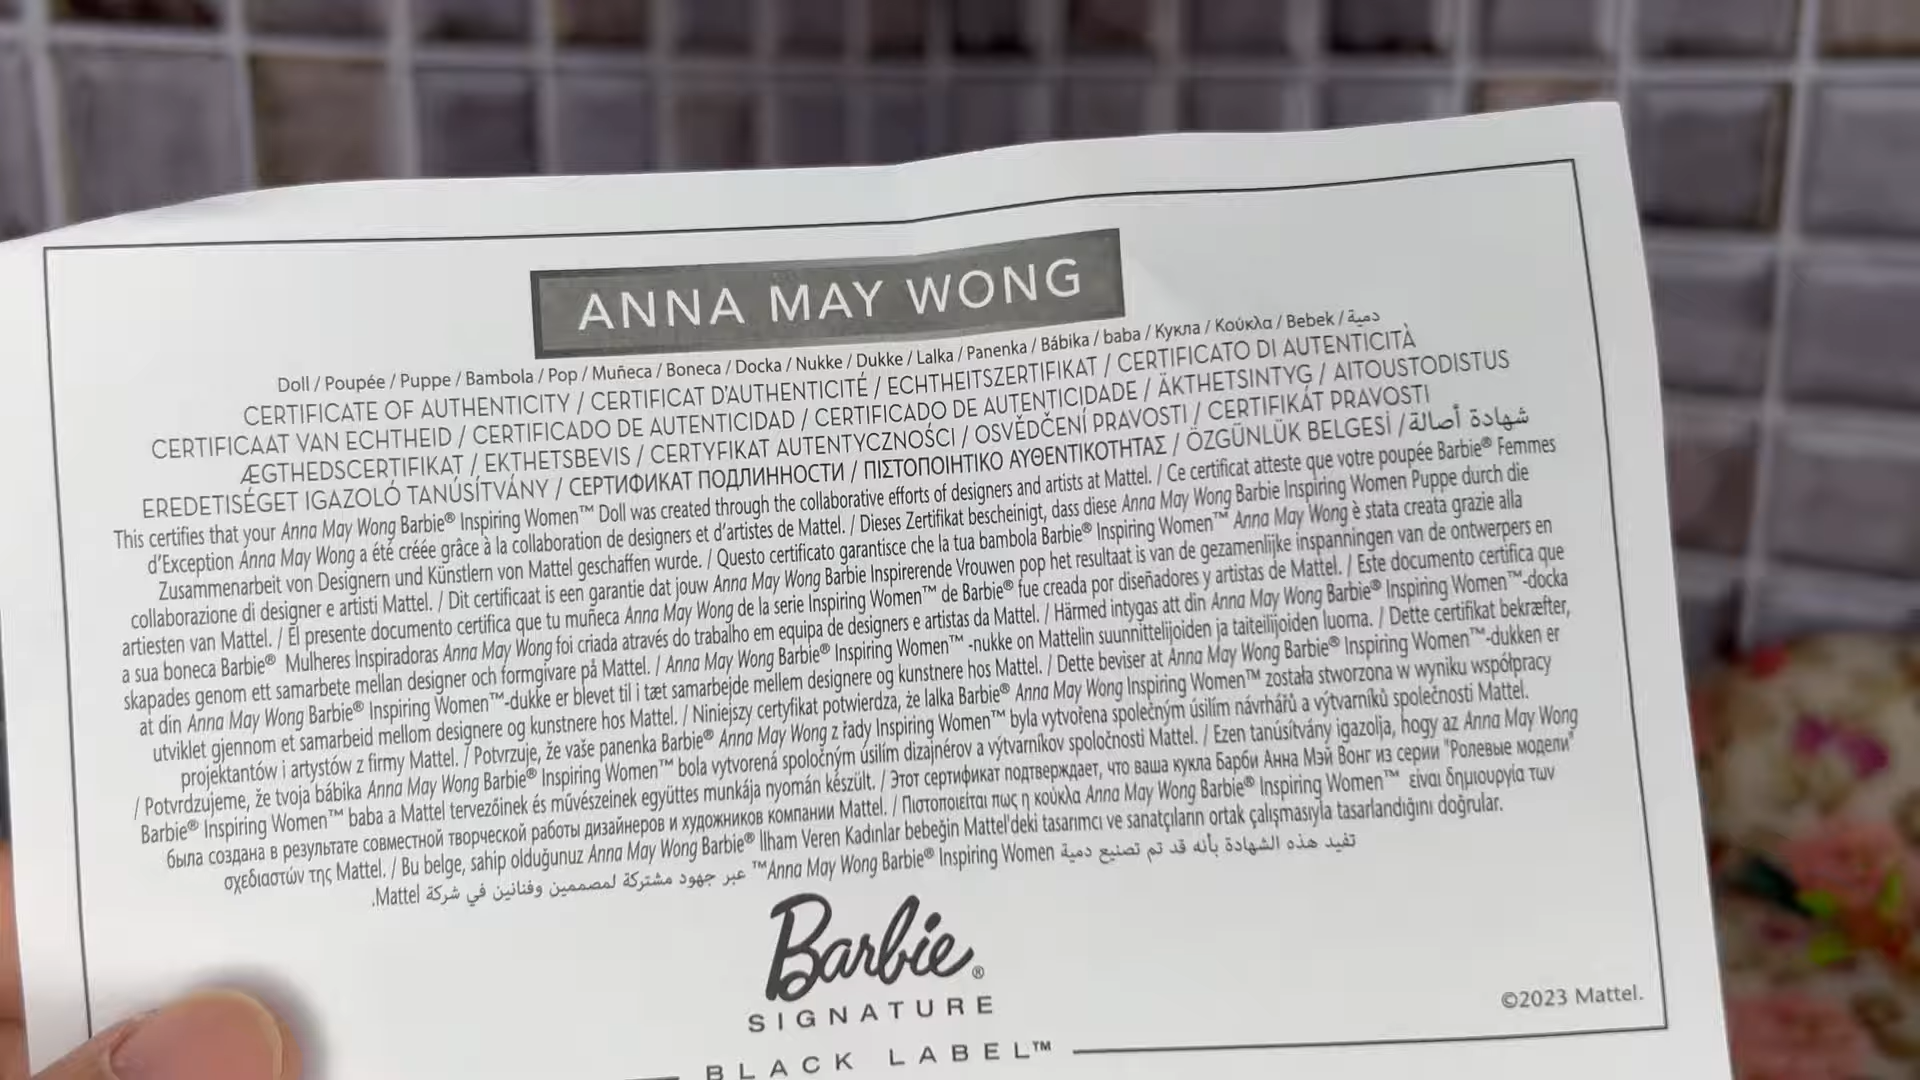 ANNA MAY WONG
Doll / Poupée / Puppe / Bambola / Pop / Muñeca / Boneca / Docka / Nukke / Dukke / Lalka / Panenka / Bábika / baba / Кукла / Κούκλα / Bebek / دمية
CERTIFICATE OF AUTHENTICITY / CERTIFICAT D'AUTHENTICITÉ / ECHTHEITSZERTIFIKAT / CERTIFICATO DI AUTENTICITÀ
CERTIFICAAT VAN ECHTHEID / CERTIFICADO DE AUTENTICIDAD / CERTIFICADO DE AUTENTICIDADE / ÄKTHETSINTYG / AITOUSTODISTUS
ÆGTHEDSCERTIFIKAT / EKTHETSBEVIS / CERTYFIKAT AUTENTYCZNOŚCI / OSVĚDČENÍ PRAVOSTI / CERTIFIKÁT PRAVOSTI
EREDETISÉGET IGAZOLÓ TANÚSÍTVÁNY / СЕРТИФИКАТ ПОДЛИННОСТИ / ΠΙΣΤΟΠΟΙΗΤΙΚΟ ΑΥΘΕΝΤΙΚΟΤΗΤΑΣ / ÖZGÜNLÜK BELGESİ / شهادة أصالة
This certifies that your Anna May Wong Barbie® Inspiring Women™ Doll was created through the collaborative efforts of designers and artists at Mattel. / Ce certificat atteste que votre poupée Barbie® Femmes
d'Exception Anna May Wong a été créée grâce à la collaboration de designers et d'artistes de Mattel. / Dieses Zertifikat bescheinigt, dass diese Anna May Wong Barbie Inspiring Women Puppe durch die
Zusammenarbeit von Designern und Künstlern von Mattel geschaffen wurde. / Questo certificato garantisce che la tua bambola Barbie® Inspiring Women™ Anna May Wong è stata creata grazie alla
collaborazione di designer e artisti Mattel. / Dit certificaat is een garantie dat jouw Anna May Wong Barbie Inspirerende Vrouwen pop het resultaat is van de gezamenlijke inspanningen van de ontwerpers en
artiesten van Mattel. / El presente documento certifica que tu muñeca Anna May Wong de la serie Inspiring Women™ de Barbie® fue creada por diseñadores y artistas de Mattel. / Este documento certifica que
a sua boneca Barbie® Mulheres Inspiradoras Anna May Wong foi criada através do trabalho em equipa de designers e artistas da Mattel. / Härmed intygas att din Anna May Wong Barbie® Inspiring Women™-docka
skapades genom ett samarbete mellan designer och formgivare på Mattel. / Anna May Wong Barbie® Inspiring Women™ -nukke on Mattelin suunnittelijoiden ja taiteilijoiden luoma. / Dette certifikat bekræfter,
at din Anna May Wong Barbie® Inspiring Women™-dukke er blevet til i tæt samarbejde mellem designere og kunstnere hos Mattel. / Dette beviser at Anna May Wong Barbie® Inspiring Women™-dukken er
utviklet gjennom et samarbeid mellom designere og kunstnere hos Mattel. / Niniejszy certyfikat potwierdza, że lalka Barbie® Anna May Wong Inspiring Women™ została stworzona w wyniku współpracy
projektantów i artystów z firmy Mattel. / Potvrzuje, že vaše panenka Barbie® Anna May Wong z řady Inspiring Women™ byla vytvořena společným úsilím návrhářů a výtvarníků společnosti Mattel.
/ Potvrdzujeme, že tvoja bábika Anna May Wong Barbie® Inspiring Women™ bola vytvorená spoločným úsilím dizajnérov a výtvarníkov spoločnosti Mattel. / Ezen tanúsítvány igazolja, hogy az Anna May Wong
Barbie® Inspiring Women™ baba a Mattel tervezőinek és művészeinek együttes munkája nyomán készült. / Этот сертификат подтверждает, что ваша кукла Барби Анна Мэй Вонг из серии "Ролевые модели"
была создана в результате совместной творческой работы дизайнеров и художников компании Mattel. / Πιστοποιείται πως η κούκλα Anna May Wong Barbie® Inspiring Women™ είναι δημιουργία των
σχεδιαστών της Mattel. / Bu belge, sahip olduğunuz Anna May Wong Barbie® İlham Veren Kadınlar bebeğin Mattel'deki tasarımcı ve sanatçıların ortak çalışmasıyla tasarlandığını doğrular.
تفيد هذه الشهادة بأنه قد تم تصنيع دمية Anna May Wong Barbie® Inspiring Women™ عبر جهود مشتركة لمصممين وفنانين في شركة Mattel.
Barbie®
SIGNATURE
BLACK LABEL™
©2023 Mattel.